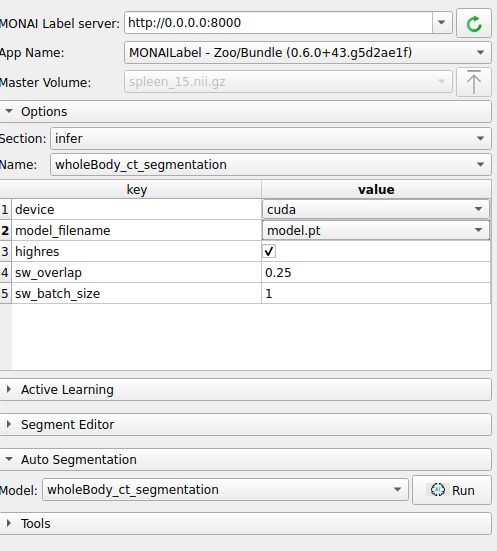 MONAI Label server: http://0.0.0.0:8000
App Name: MONAILabel - Zoo/Bundle (0.6.0+43.g5d2ae1f)
Master Volume: spleen_15.nii.gz
Options
Section: infer
Name: wholeBody_ct_segmentation
key value
1 device cuda
2 model_filename model.pt
3 highres
4 sw_overlap 0.25
5 sw_batch_size 1
Active Learning
Segment Editor
Auto Segmentation
Model: wholeBody_ct_segmentation Run
Tools